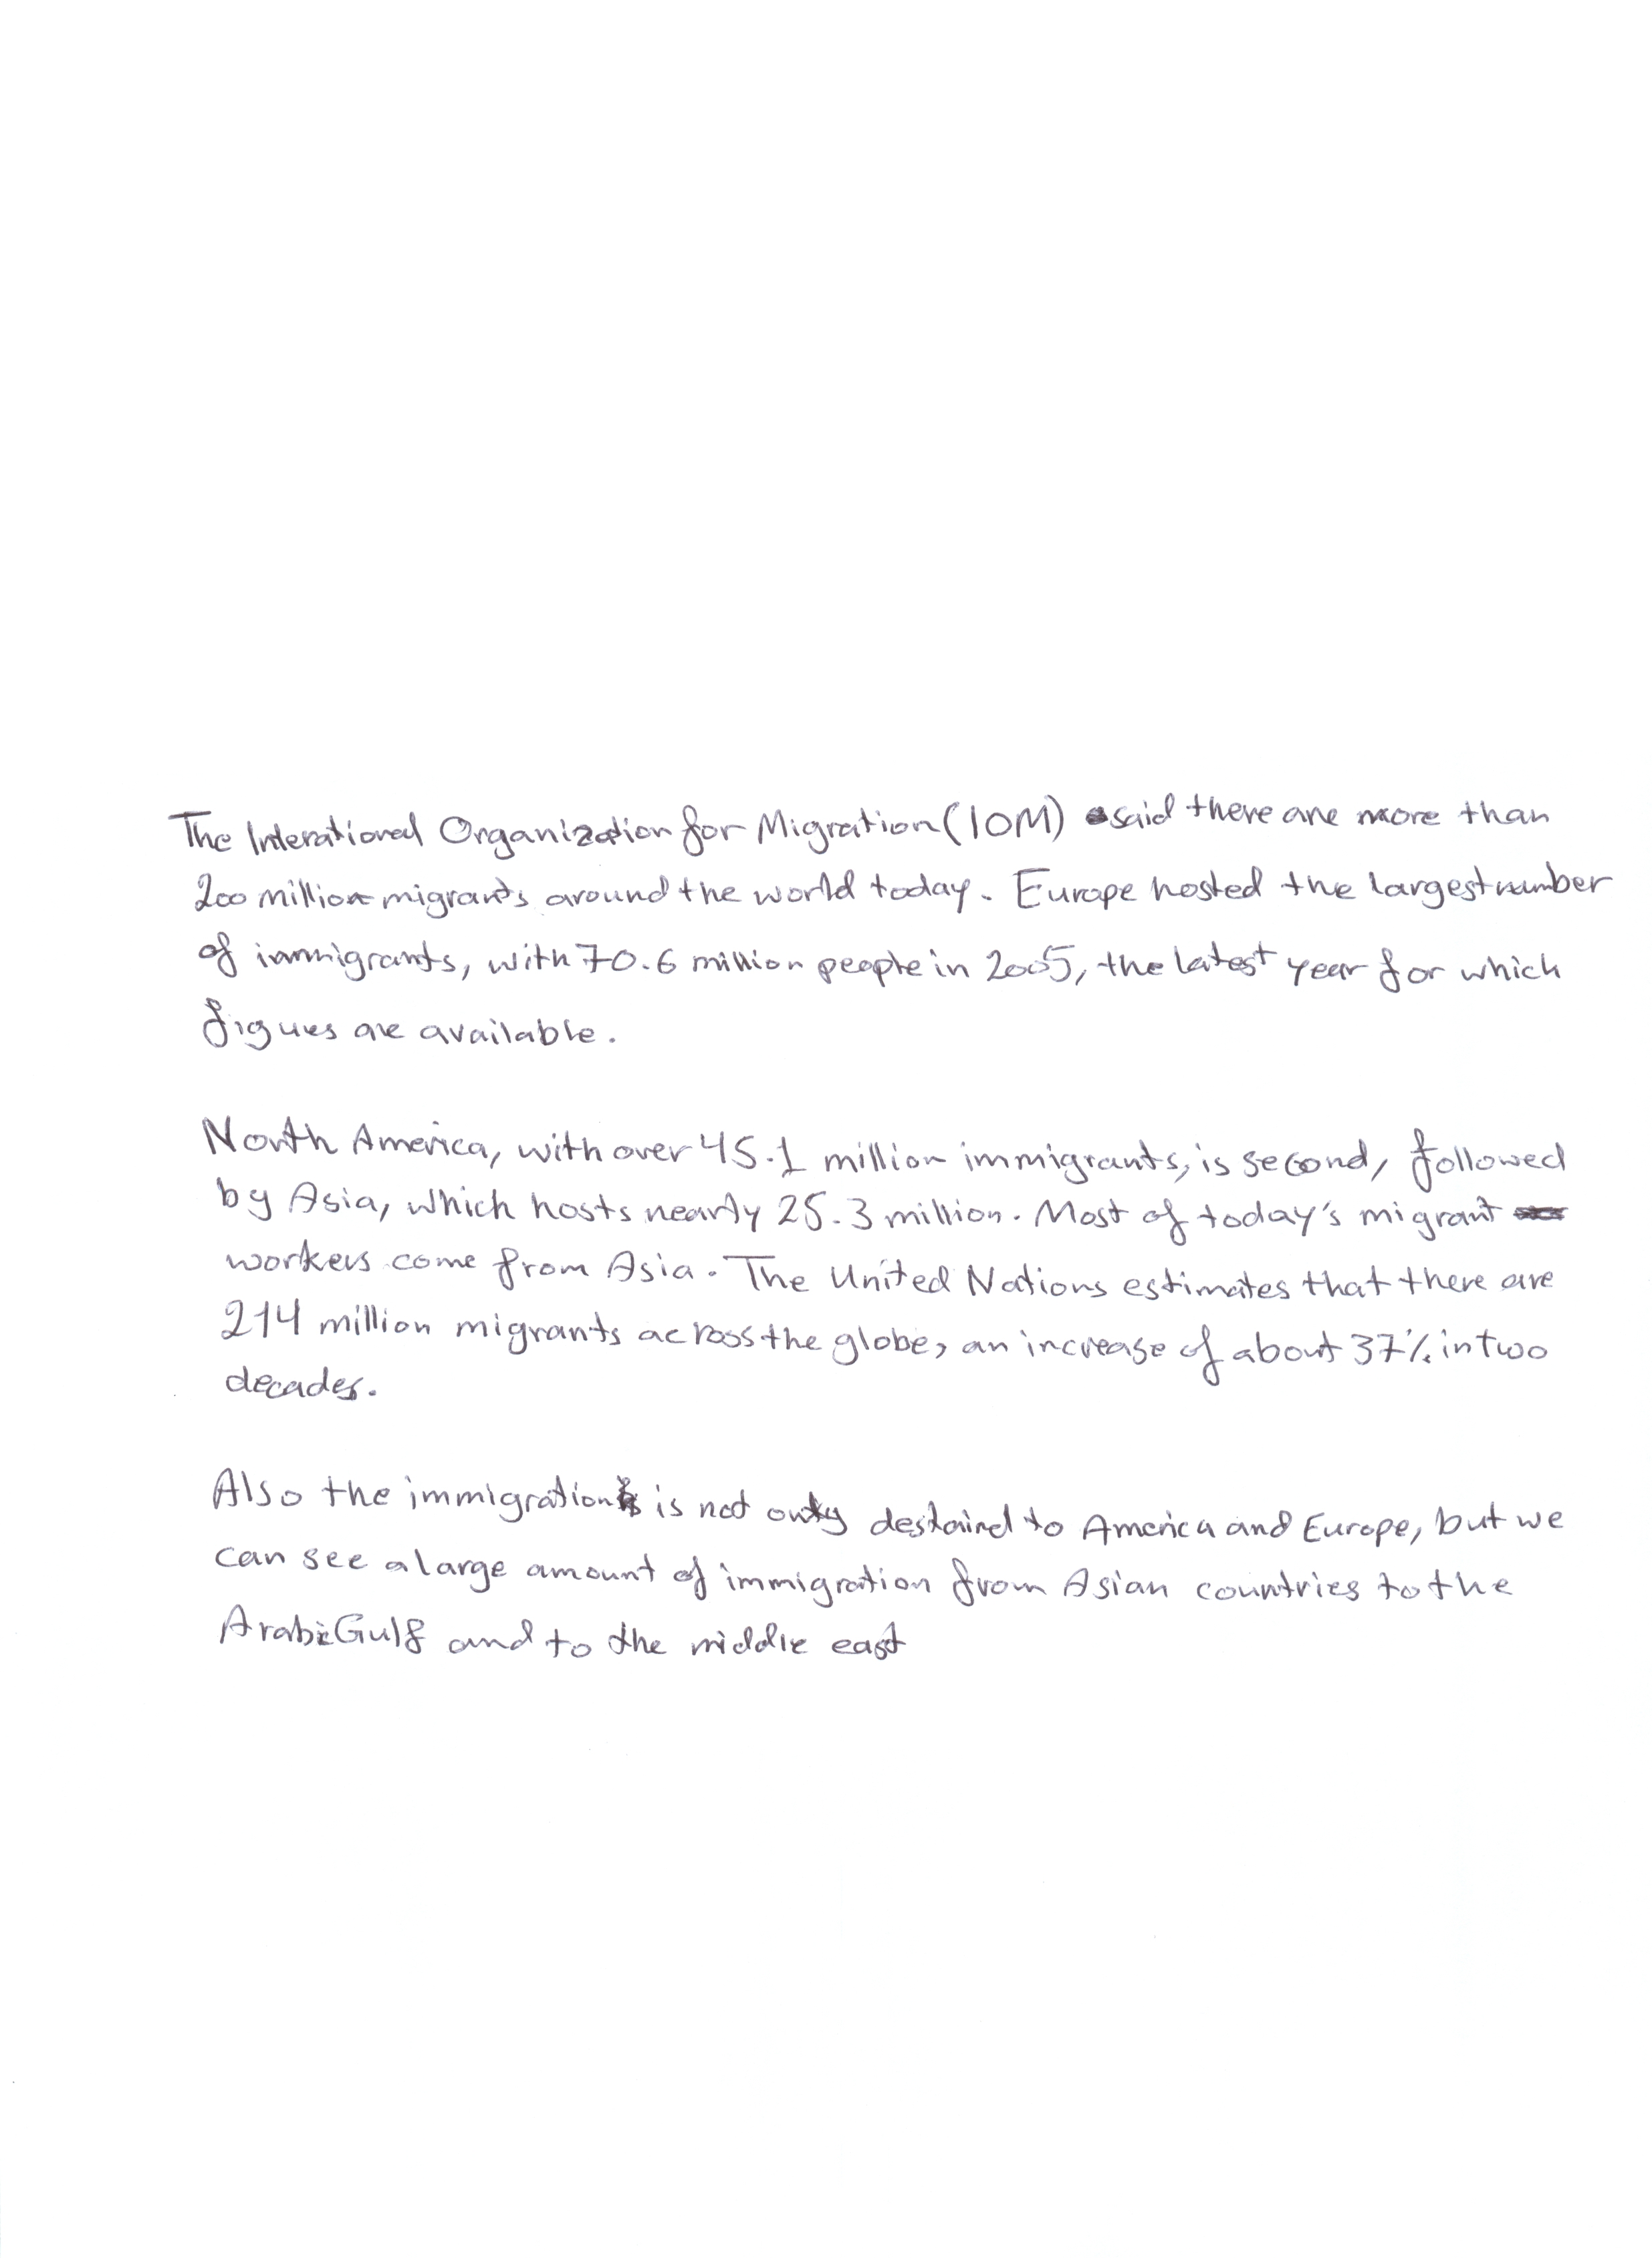 The Interational Organization for Migration (IOM) said there are more than
200 million migrants around the world today. Europe hosted the largest number
of immigrants, with 70.6 million people in 2005, the latest year for which
figues are available.
North America, with over 45.1 million immigrants, is second, followed
by Asia, which hosts nearly 25.3 million. Most of today's migrant
workers come from Asia. The United Nations estimates that there are
214 million migrants across the globe, an increase of about 37% in two
decades.
Also the immigration is not only destained to America and Europe, but we
can see a large amount of immigration from Asian countries to the
Arabic Gulf and to the middle east